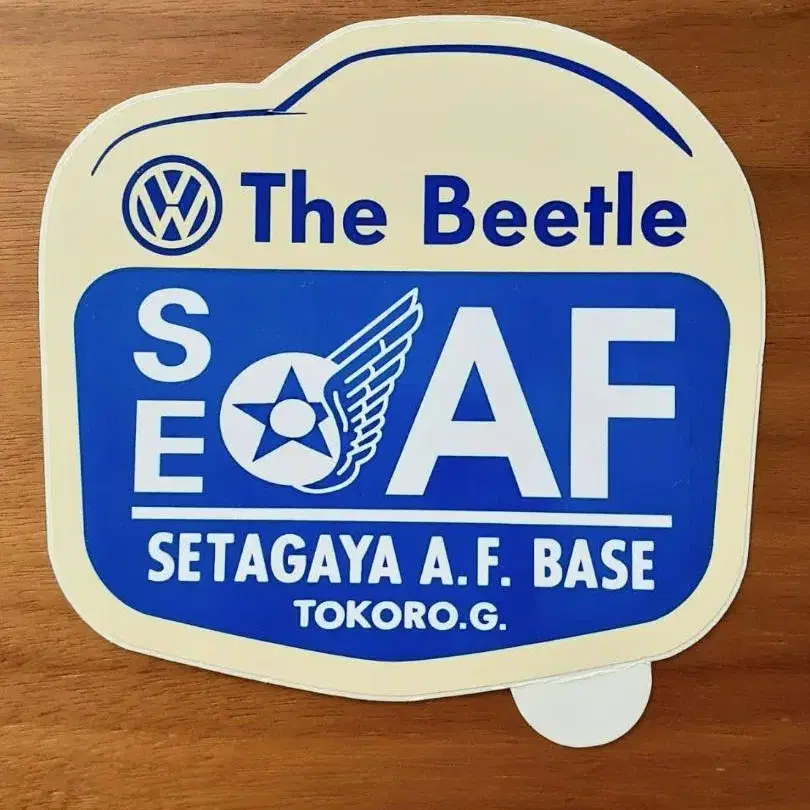 VW The Beetle
SE AF
SETAGAYA A.F. BASE
TOKORO.G.